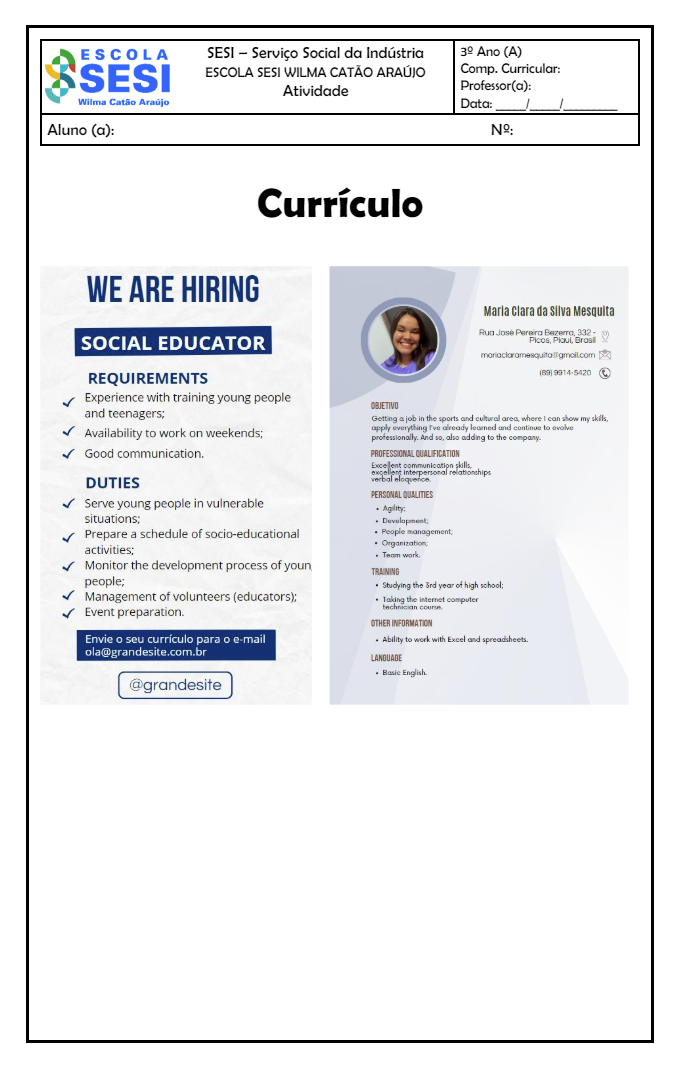 ESCOLA
SESI
Wilma Catão Araújo
SESI – Serviço Social da Indústria
ESCOLA SESI WILMA CATÃO ARAÚJO
Atividade
3º Ano (A)
Comp. Curricular:
Professor(a):
Data: _____/_____/_________
Aluno (a): Nº:
Currículo
WE ARE HIRING
SOCIAL EDUCATOR
REQUIREMENTS
Experience with training young people
and teenagers;
Availability to work on weekends;
Good communication.
DUTIES
Serve young people in vulnerable
situations;
Prepare a schedule of socio-educational
activities;
Monitor the development process of youn
people;
Management of volunteers (educators);
Event preparation.
Envie o seu currículo para o e-mail
ola@grandesite.com.br
@grandesite
Maria Clara da Silva Mesquita
Rua José Pereira Bezerra, 332 -
Picos, Piauí, Brasil
mariaclaramesquita@gmail.com
(89) 9914-5420
OBJETIVO
Getting a job in the sports and cultural area, where I can show my skills,
apply everything I've already learned and continue to evolve
professionally. And so, also adding to the company.
PROFESSIONAL QUALIFICATION
Excellent communication skills,
excellent interpersonal relationships
verbal eloquence.
PERSONAL QUALITIES
• Agility;
• Development;
• People management;
• Organization;
• Team work.
TRAINING
• Studying the 3rd year of high school;
• Taking the internet computer
technician course.
OTHER INFORMATION
• Ability to work with Excel and spreadsheets.
LANGUAGE
• Basic English.